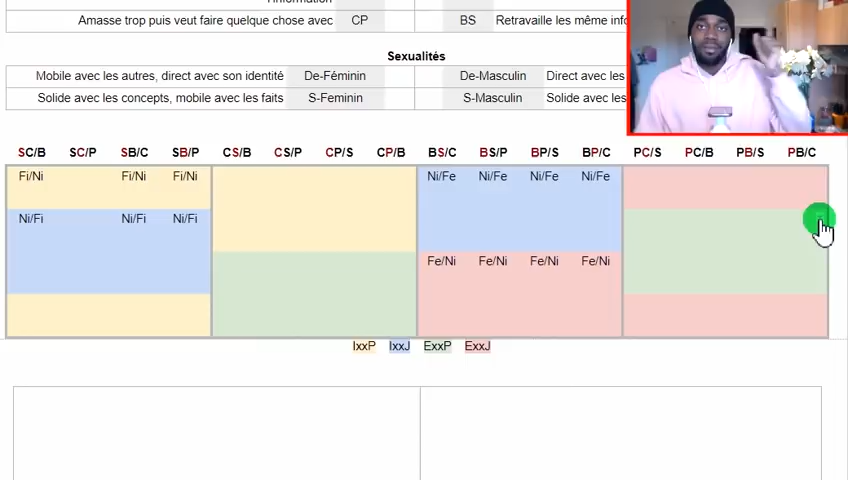 l'information
Amasse trop puis veut faire quelque chose avec CP BS Retravaille les même info
Sexualités
Mobile avec les autres, direct avec son identité De-Féminin De-Masculin Direct avec les
Solide avec les concepts, mobile avec les faits S-Feminin S-Masculin Solide avec les
SC/B SC/P SB/C SB/P CS/B CS/P CP/S CP/B BS/C BS/P BP/S BP/C PC/S PC/B PB/S PB/C
Fi/Ni Fi/Ni Fi/Ni Ni/Fe Ni/Fe Ni/Fe Ni/Fe
Ni/Fi Ni/Fi Ni/Fi
Fe/Ni Fe/Ni Fe/Ni Fe/Ni
IxxP IxxJ ExxP ExxJ